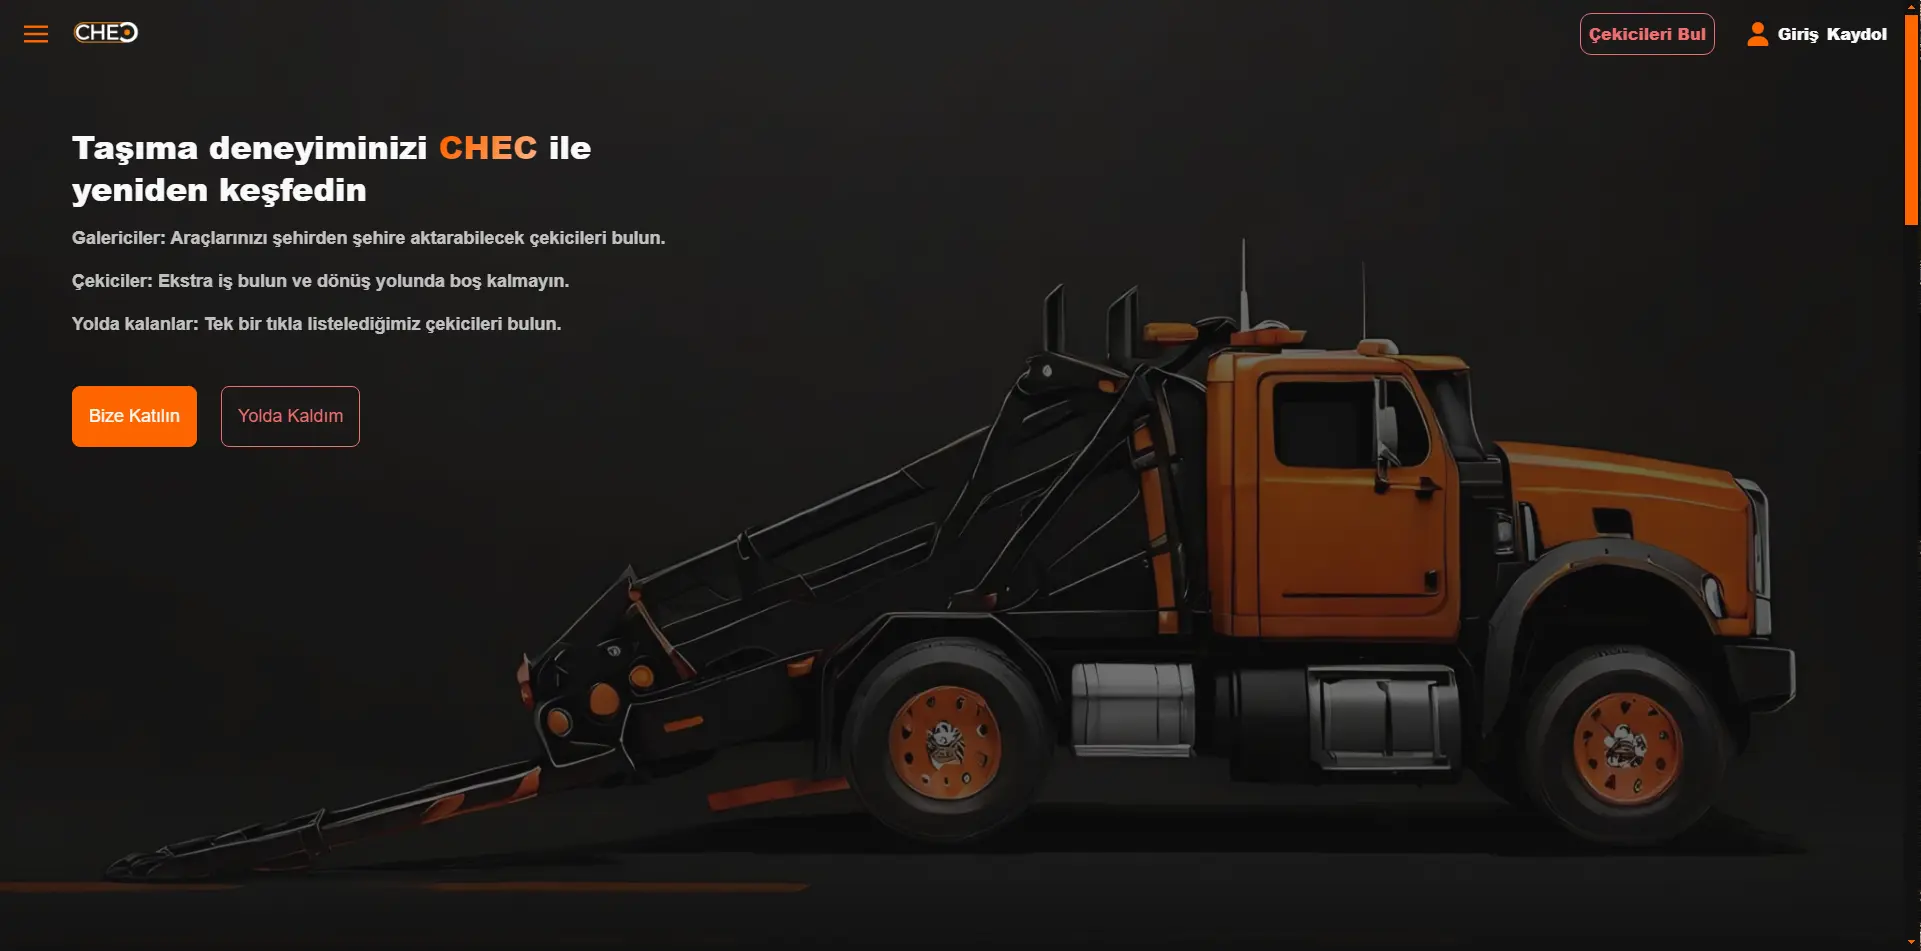 CHEC
Çekicileri Bul
Giriş Kaydol
Taşıma deneyiminizi CHEC ile
yeniden keşfedin
Galericiler: Araçlarınızı şehirden şehire aktarabilecek çekicileri bulun.
Çekiciler: Ekstra iş bulun ve dönüş yolunda boş kalmayın.
Yolda kalanlar: Tek bir tıkla listelediğimiz çekicileri bulun.
Bize Katılın
Yolda Kaldım